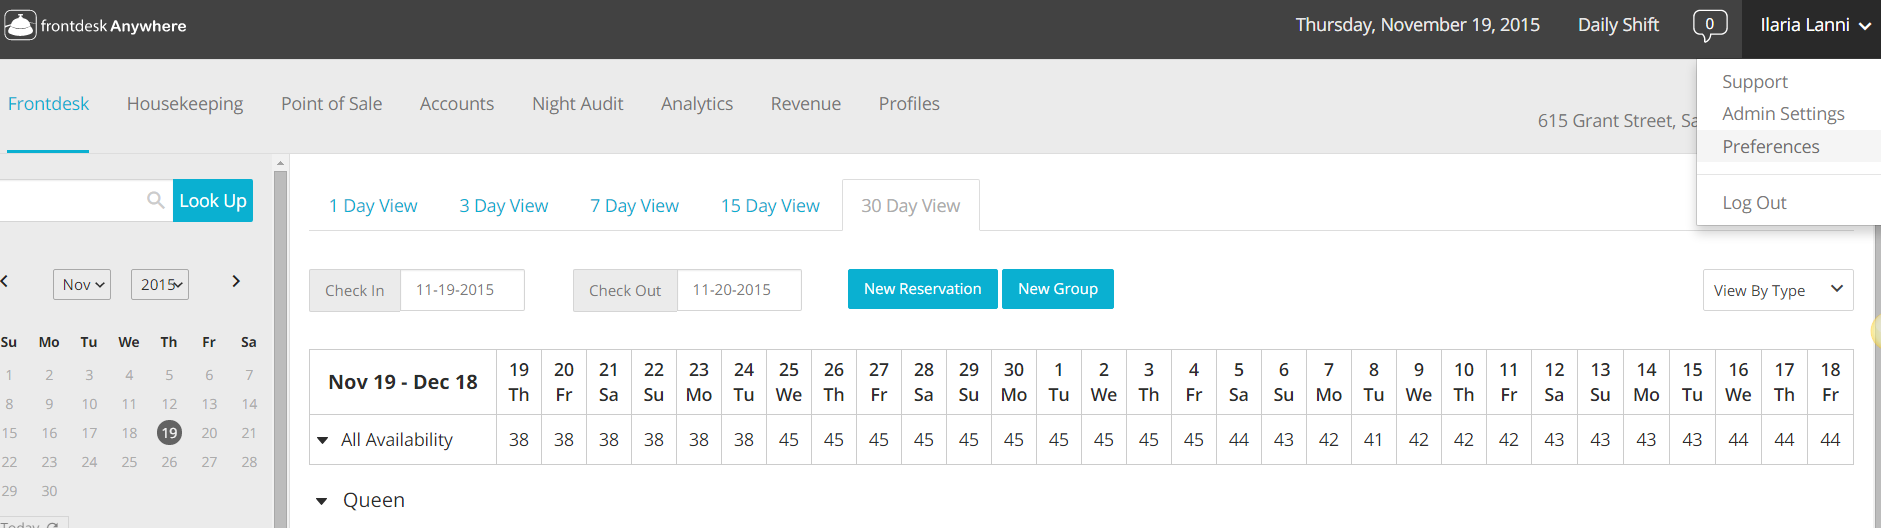 frontdesk Anywhere
Thursday, November 19, 2015 Daily Shift 0 Ilaria Lanni
Frontdesk Housekeeping Point of Sale Accounts Night Audit Analytics Revenue Profiles
615 Grant Street,
Support
Admin Settings
Preferences
Log Out
Look Up
1 Day View 3 Day View 7 Day View 15 Day View 30 Day View
Nov 2015
Check In 11-19-2015 Check Out 11-20-2015 New Reservation New Group View By Type
Su Mo Tu We Th Fr Sa
1 2 3 4 5 6 7
8 9 10 11 12 13 14
15 16 17 18 19 20 21
22 23 24 25 26 27 28
29 30
Today
Nov 19 - Dec 18
19 20 21 22 23 24 25 26 27 28 29 30 1 2 3 4 5 6 7 8 9 10 11 12 13 14 15 16 17 18
Th Fr Sa Su Mo Tu We Th Fr Sa Su Mo Tu We Th Fr Sa Su Mo Tu We Th Fr Sa Su Mo Tu We Th Fr
All Availability 38 38 38 38 38 38 45 45 45 45 45 45 45 45 45 45 44 43 42 41 42 42 42 43 43 43 43 44 44 44
Queen